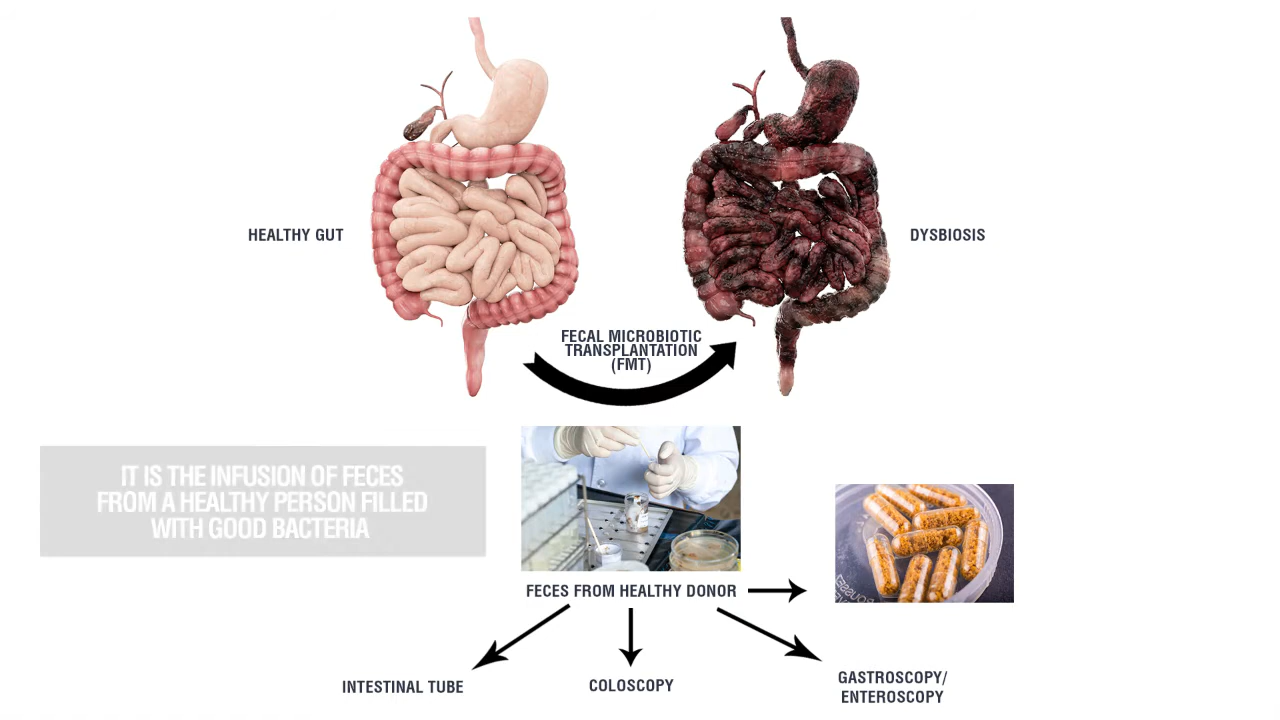 HEALTHY GUT
DYSBIOSIS
FECAL MICROBIOTIC
TRANSPLANTATION
(FMT)
IT IS THE INFUSION OF FECES
FROM A HEALTHY PERSON FILLED
WITH GOOD BACTERIA
FECES FROM HEALTHY DONOR
INTESTINAL TUBE
COLOSCOPY
GASTROSCOPY/
ENTEROSCOPY